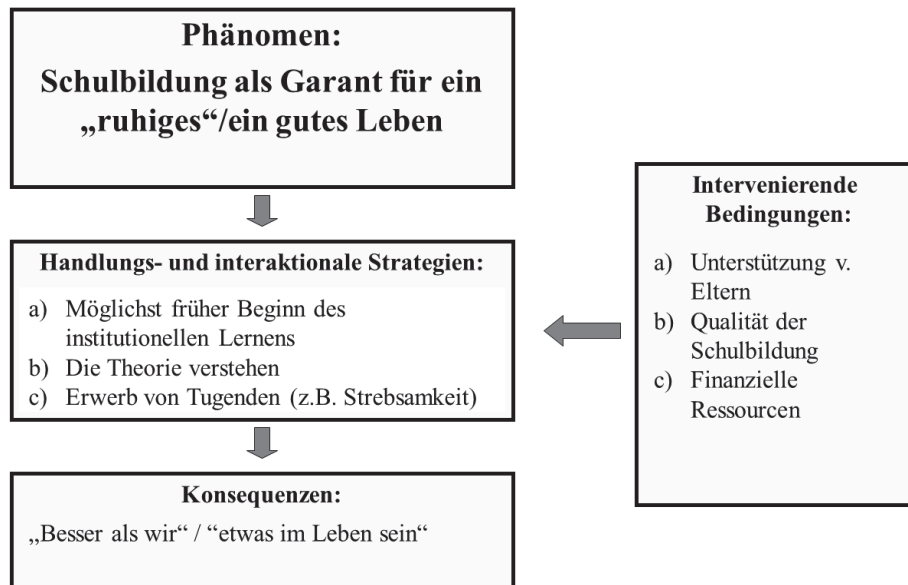 Phänomen:
Schulbildung als Garant für ein
„ruhiges“/ein gutes Leben
Handlungs- und interaktionale Strategien:
a) Möglichst früher Beginn des
institutionellen Lernens
b) Die Theorie verstehen
c) Erwerb von Tugenden (z.B. Strebsamkeit)
Konsequenzen:
„Besser als wir“ / “etwas im Leben sein“
Intervenierende
Bedingungen:
a) Unterstützung v.
Eltern
b) Qualität der
Schulbildung
c) Finanzielle
Ressourcen